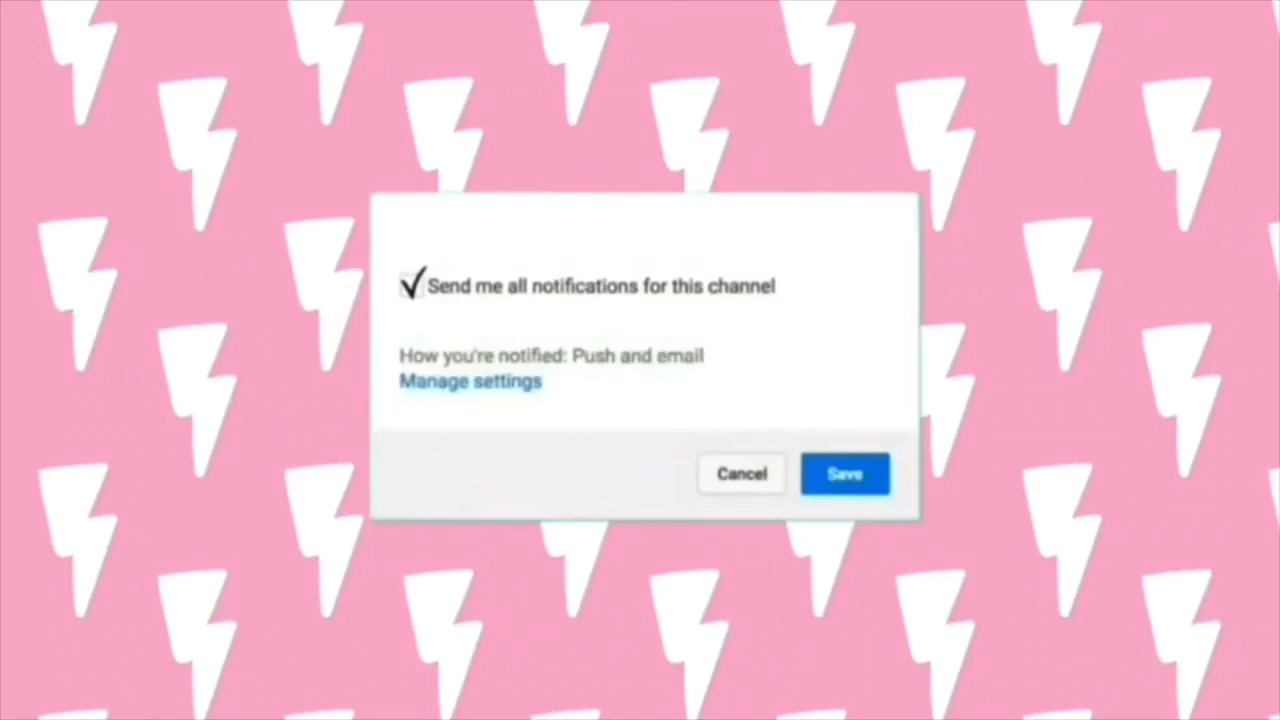 Send me all notifications for this channel
How you're notified: Push and email
Manage settings
Cancel
Save